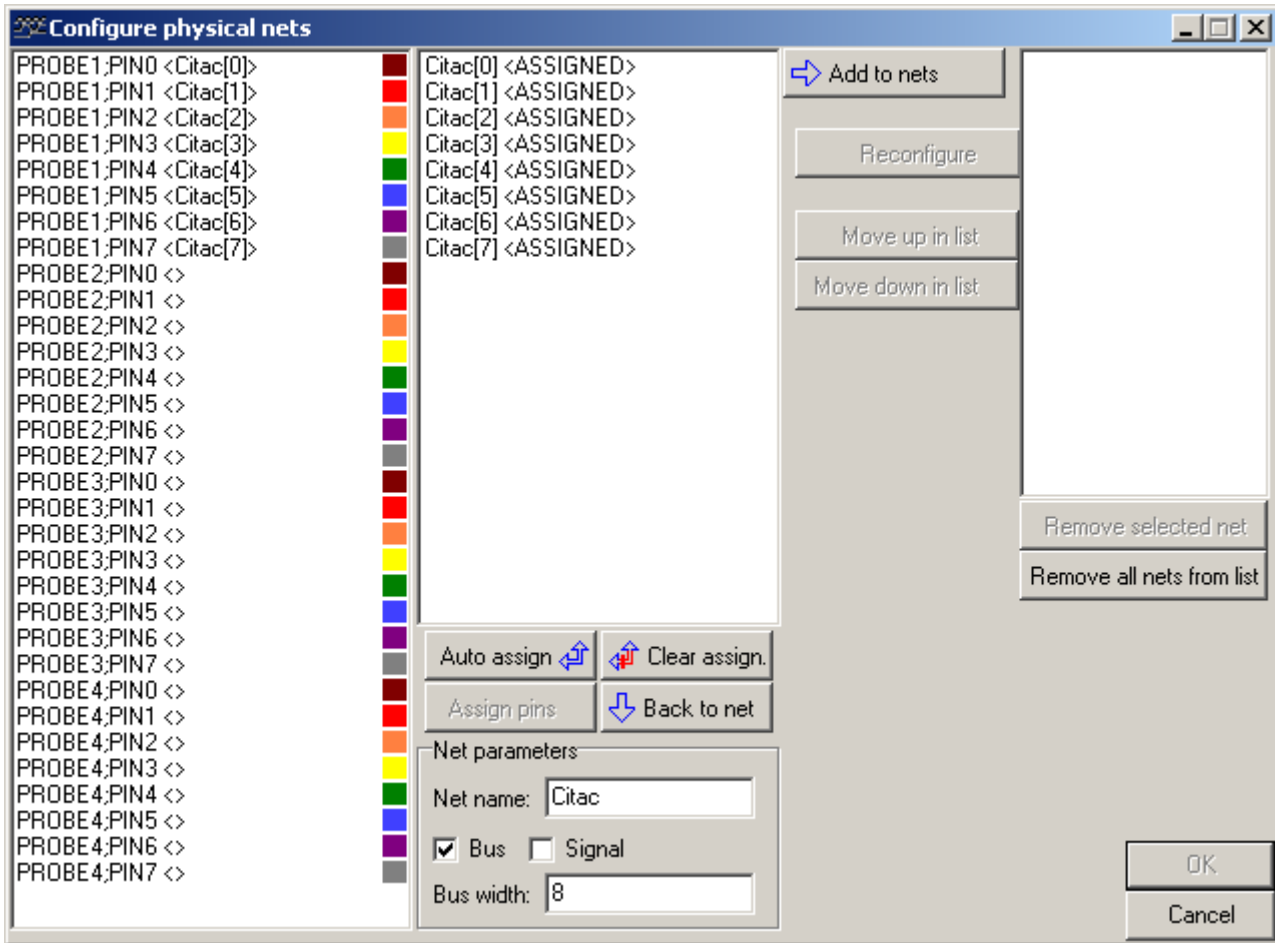 Configure physical nets
PROBE1;PIN0 <Citac[0]>
PROBE1;PIN1 <Citac[1]>
PROBE1;PIN2 <Citac[2]>
PROBE1;PIN3 <Citac[3]>
PROBE1;PIN4 <Citac[4]>
PROBE1;PIN5 <Citac[5]>
PROBE1;PIN6 <Citac[6]>
PROBE1;PIN7 <Citac[7]>
PROBE2;PIN0 <>
PROBE2;PIN1 <>
PROBE2;PIN2 <>
PROBE2;PIN3 <>
PROBE2;PIN4 <>
PROBE2;PIN5 <>
PROBE2;PIN6 <>
PROBE2;PIN7 <>
PROBE3;PIN0 <>
PROBE3;PIN1 <>
PROBE3;PIN2 <>
PROBE3;PIN3 <>
PROBE3;PIN4 <>
PROBE3;PIN5 <>
PROBE3;PIN6 <>
PROBE3;PIN7 <>
PROBE4;PIN0 <>
PROBE4;PIN1 <>
PROBE4;PIN2 <>
PROBE4;PIN3 <>
PROBE4;PIN4 <>
PROBE4;PIN5 <>
PROBE4;PIN6 <>
PROBE4;PIN7 <>
Citac[0] <ASSIGNED>
Citac[1] <ASSIGNED>
Citac[2] <ASSIGNED>
Citac[3] <ASSIGNED>
Citac[4] <ASSIGNED>
Citac[5] <ASSIGNED>
Citac[6] <ASSIGNED>
Citac[7] <ASSIGNED>
Auto assign
Clear assign.
Assign pins
Back to net
Net parameters
Net name: Citac
Bus
Signal
Bus width: 8
Add to nets
Reconfigure
Move up in list
Move down in list
Remove selected net
Remove all nets from list
OK
Cancel